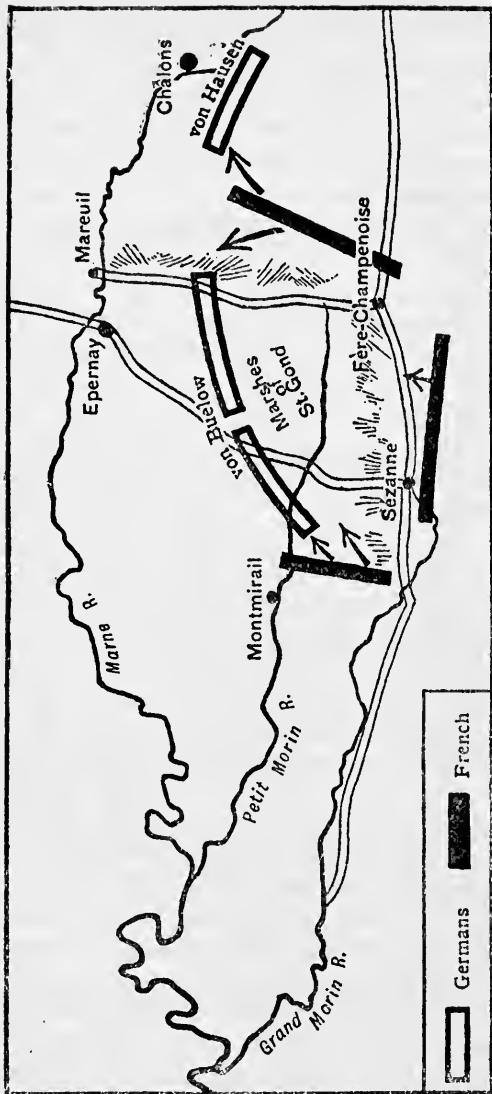 Châlons
von Hausen
Mareuil
Epernay
von Buelow
Marshes
of
St. Gond
Fère-Champenoise
Sézanne
Montmirail
Marne R.
Petit Morin R.
Grand
Morin R.
Germans
French